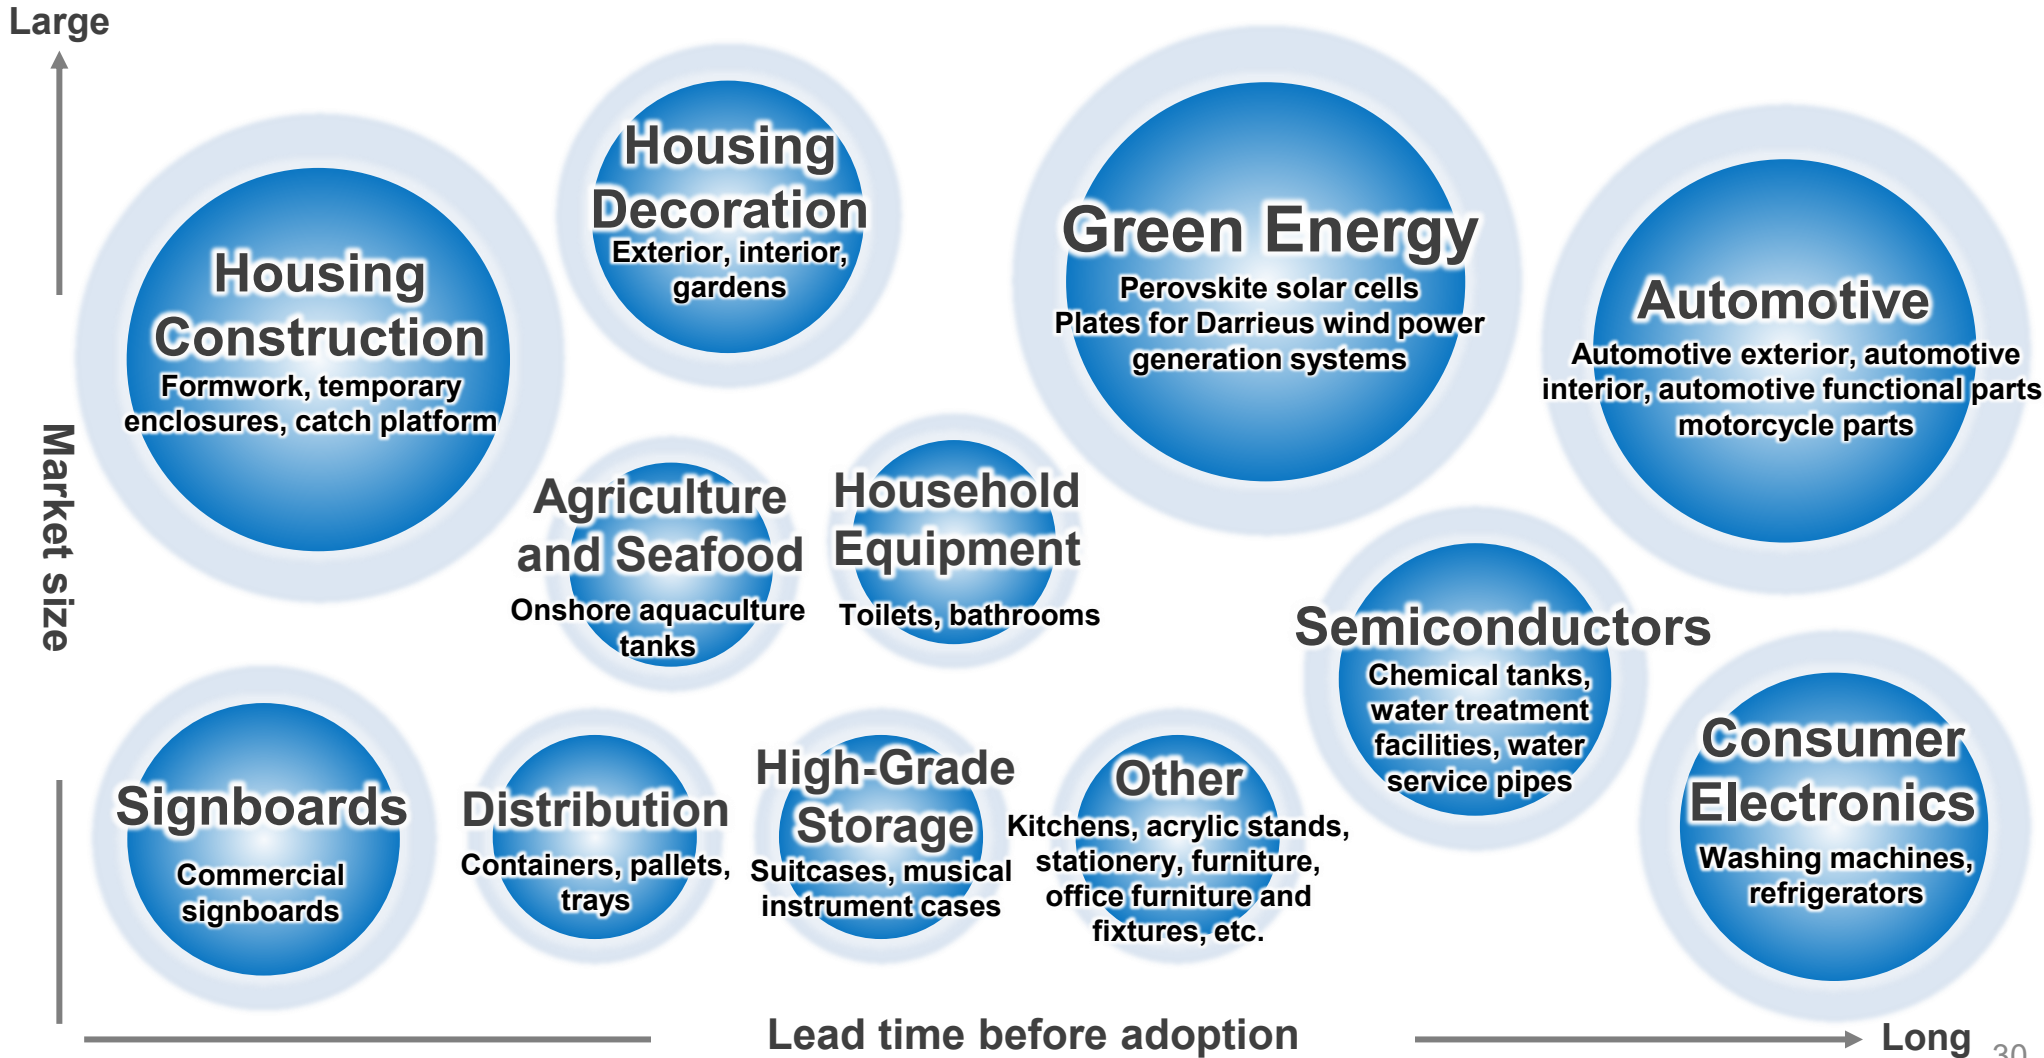 Large
Housing
Decoration
Exterior, interior,
gardens
Green Energy
Perovskite solar cells
Plates for Darrieus wind power
generation systems
Housing
Construction
Formwork, temporary
enclosures, catch platform
Automotive
Automotive exterior, automotive
interior, automotive functional parts
motorcycle parts
Market size
Agriculture
and Seafood
Onshore aquaculture
tanks
Household
Equipment
Toilets, bathrooms
Semiconductors
Chemical tanks,
water treatment
facilities, water
service pipes
Signboards
Commercial
signboards
Distribution
Containers, pallets,
trays
High-Grade
Storage
Suitcases, musical
instrument cases
Other
Kitchens, acrylic stands,
stationery, furniture,
office furniture and
fixtures, etc.
Consumer
Electronics
Washing machines,
refrigerators
Lead time before adoption
Long
30